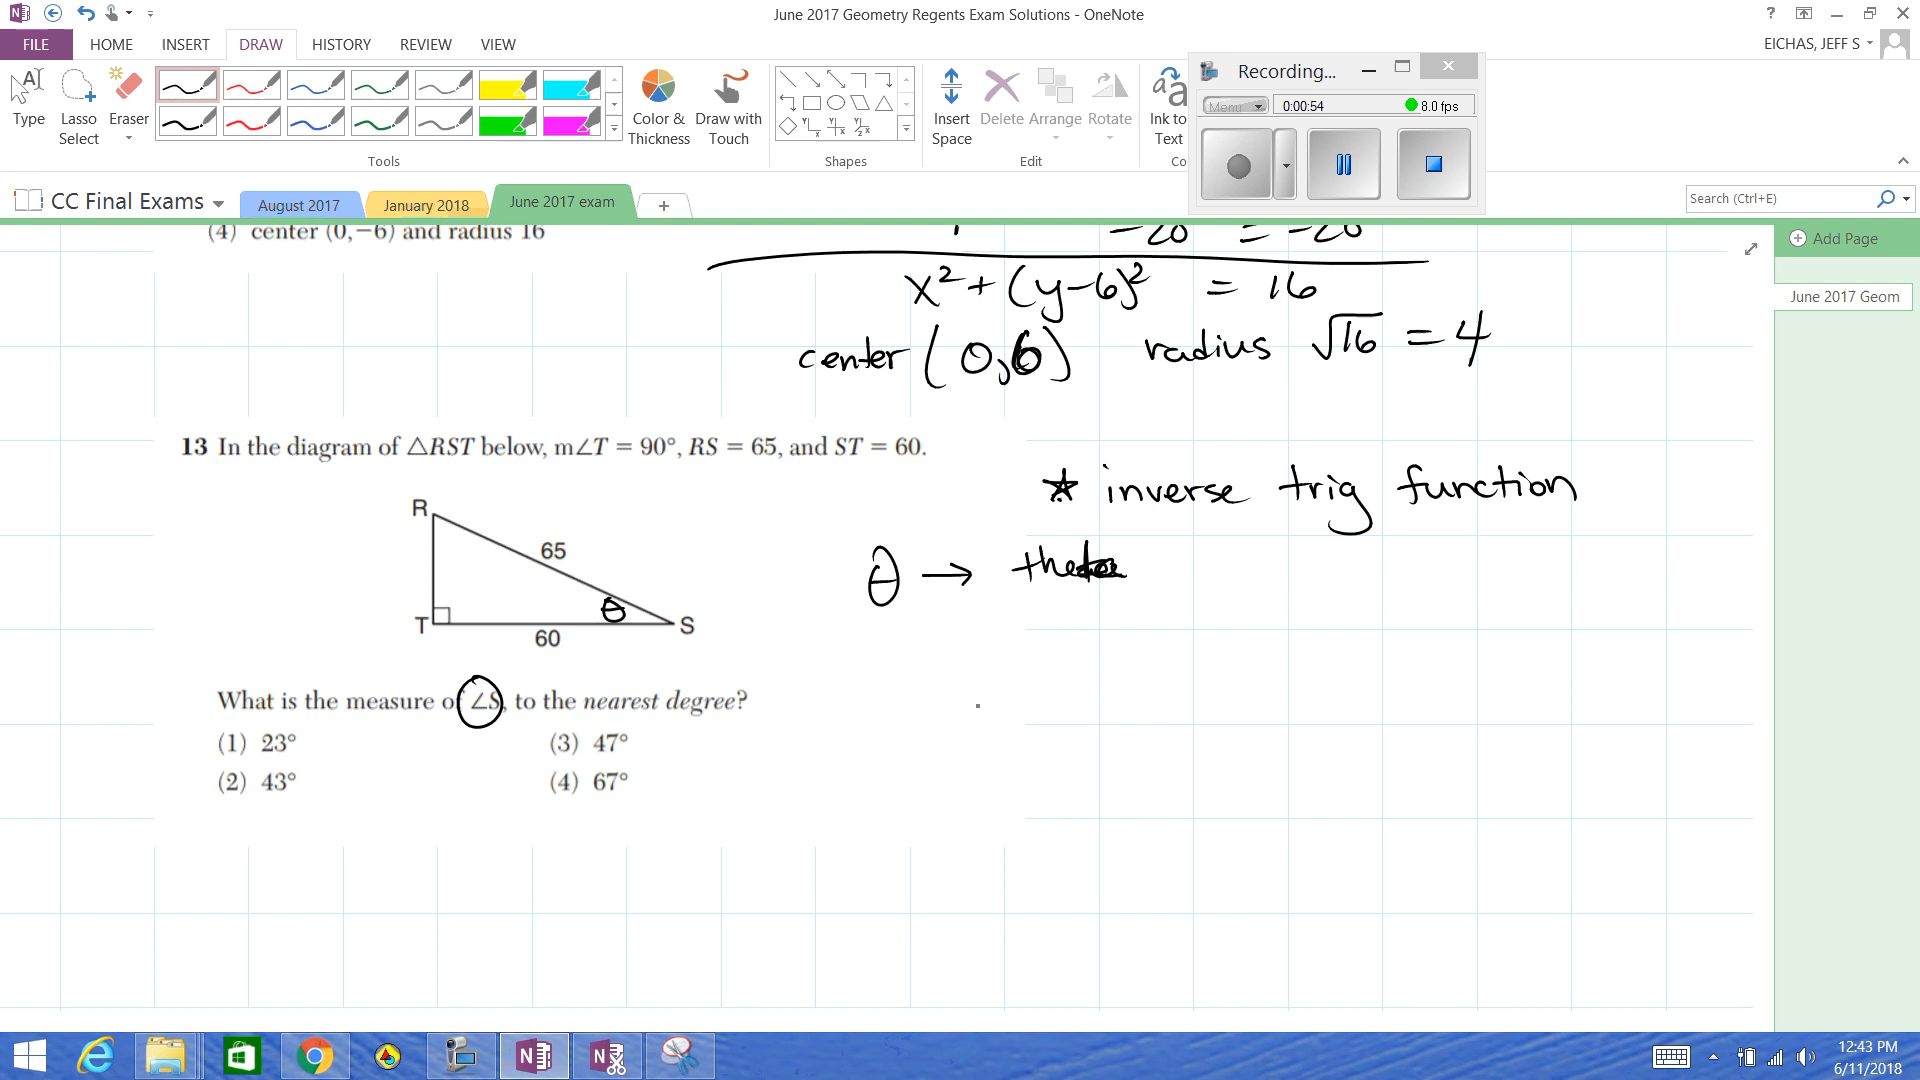 June 2017 Geometry Regents Exam Solutions - OneNote
FILE HOME INSERT DRAW HISTORY REVIEW VIEW
EICHAS, JEFF S
Recording...
Menu 0:00:54 8.0 fps
Type
Lasso Select
Eraser
Color & Thickness
Draw with Touch
Insert Space
Delete
Arrange
Rotate
Ink to Text
Tools
Shapes
Edit
Co
CC Final Exams
August 2017
January 2018
June 2017 exam
Search (Ctrl+E)
Add Page
June 2017 Geom
(4) center (0,−6) and radius 16
−20 = −20
x² + (y−6)² = 16
center (0,6) radius √16 = 4
13 In the diagram of △RST below, m∠T = 90°, RS = 65, and ST = 60.
* inverse trig function
R
65
θ → theta
θ
T
S
60
What is the measure of ∠S, to the nearest degree?
(1) 23° (3) 47°
(2) 43° (4) 67°
12:43 PM
6/11/2018